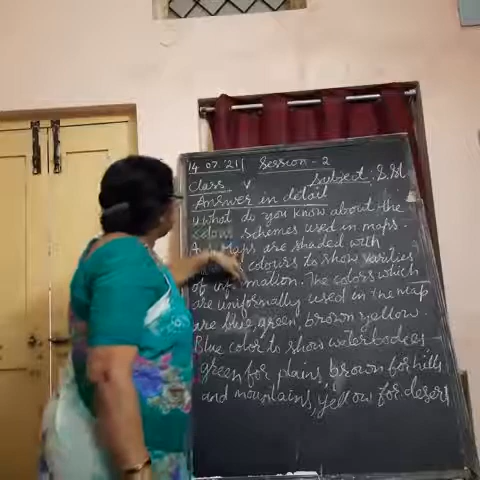 14 07 '21 Session - 2
Class V Subject : S.St
Answer in detail
1) What do you know about the
colour schemes used in maps.
A) Maps are shaded with
colours to show varities
of information. The colors which
are uniformally used in the map
are blue, green, brown yellow
Blue color to show waterbodies
green for plains, brown for hills
and mountains, yellow for desert